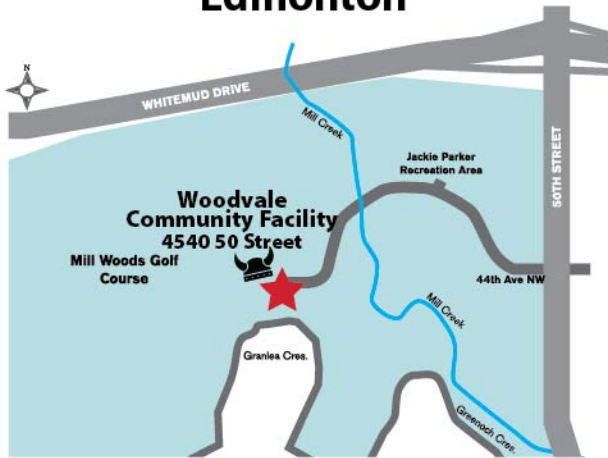 Edmonton
N
WHITEMUD DRIVE
Mill Creek
50TH STREET
Jackie Parker
Recreation Area
Woodvale
Community Facility
4540 50 Street
Mill Woods Golf
Course
44th Ave NW
Mill Creek
Granlea Cres.
Greenoch Cres.